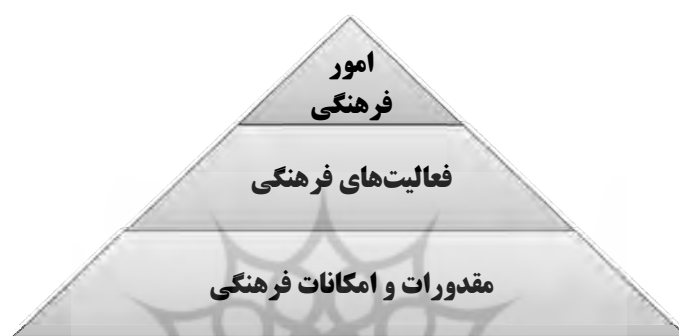 امور
فرهنگی
فعالیت‌های فرهنگی
مقدورات و امکانات فرهنگی